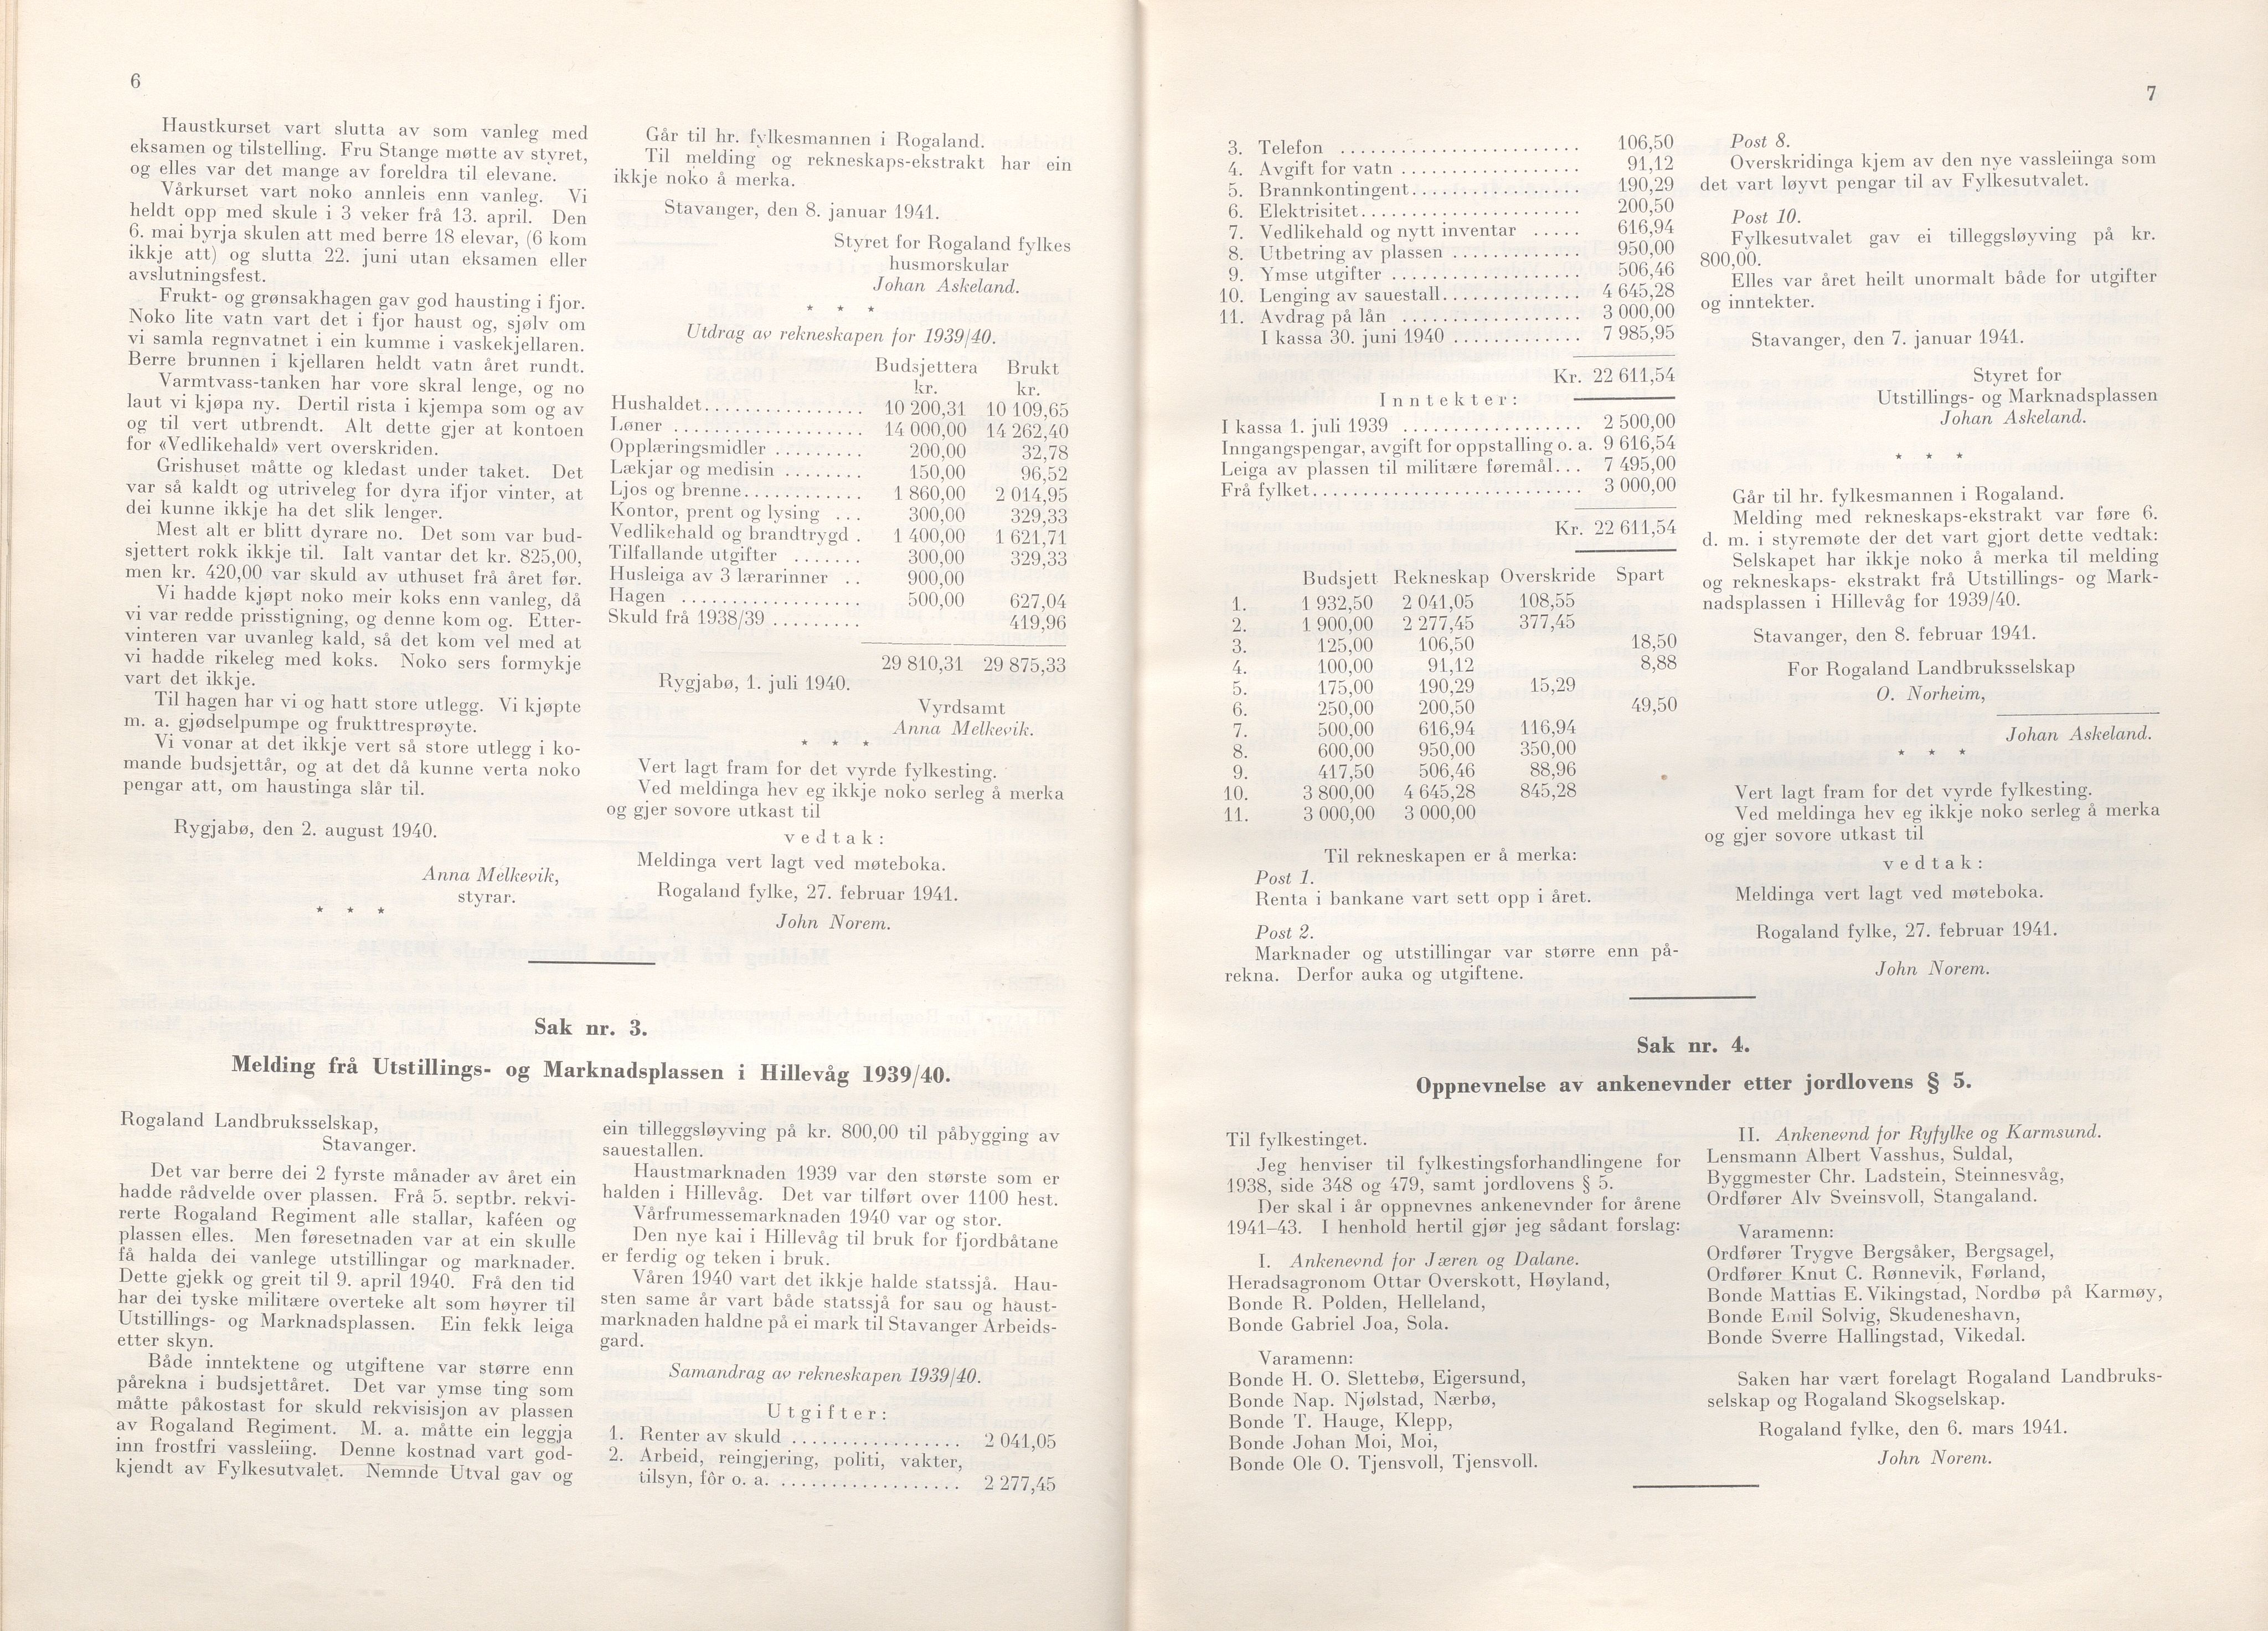 6
Haustkurset vart slutta av som vanleg med
eksamen og tilstelling. Fru Stange møtte av styret,
og elles var det mange av foreldra til elevane.
Vårkurset vart noko annleis enn vanleg. Vi
heldt opp med skule i 3 veker frå 13. april. Den
6. mai byrja skulen att med berre 18 elevar, (6 kom
ikkje att) og slutta 22. juni utan eksamen eller
avslutningsfest.
Frukt- og grønsakhagen gav god hausting i fjor.
Noko lite vatn vart det i fjor haust og, sjølv om
vi samla regnvatnet i ein kumme i vaskekjellaren.
Berre brunnen i kjellaren heldt vatn året rundt.
Varmtvass-tanken har vore skral lenge, og no
laut vi kjøpa ny. Dertil rista i kjempa som og av
og til vert utbrendt. Alt dette gjer at kontoen
for «Vedlikehald» vert overskriden.
Grishuset måtte og kledast under taket. Det
var så kaldt og utriveleg for dyra ifjor vinter, at
dei kunne ikkje ha det slik lenger.
Mest alt er blitt dyrare no. Det som var bud-
sjettert rokk ikkje til. Ialt vantar det kr. 825,00,
men kr. 420,00 var skuld av uthuset frå året før.
Vi hadde kjøpt noko meir koks enn vanleg, då
vi var redde prisstigning, og denne kom og. Etter-
vinteren var uvanleg kald, så det kom vel med at
vi hadde rikeleg med koks. Noko sers formykje
vart det ikkje.
Til hagen har vi og hatt store utlegg. Vi kjøpte
m. a. gjødselpumpe og frukttresprøyte.
Vi vonar at det ikkje vert så store utlegg i ko-
mande budsjettår, og at det då kunne verta noko
pengar att, om haustinga slår til.
Rygjabø, den 2. august 1940.
Anna Melkevik,
styrar.
* * *
Går til hr. fylkesmannen i Rogaland.
Til melding og rekneskaps-ekstrakt har ein
ikkje noko å merka.
Stavanger, den 8. januar 1941.
Styret for Rogaland fylkes
husmorskular
Johan Askeland.
* * *
Utdrag av rekneskapen for 1939/40.
Budsjettera Brukt
kr. kr.
Hushaldet................ 10 200,31 10 109,65
Løner ................... 14 000,00 14 262,40
Opplæringsmidler ......... 200,00 32,78
Lækjar og medisin ........ 150,00 96,52
Ljos og brenne............ 1 860,00 2 014,95
Kontor, prent og lysing ... 300,00 329,33
Vedlikehald og brandtrygd . 1 400,00 1 621,71
Tilfallande utgifter ....... 300,00 329,33
Husleiga av 3 lærarinner .. 900,00
Hagen .................. 500,00 627,04
Skuld frå 1938/39 ......... 419,96
29 810,31 29 875,33
Rygjabø, 1. juli 1940.
Vyrdsamt
Anna Melkevik.
* * *
Vert lagt fram for det vyrde fylkesting.
Ved meldinga hev eg ikkje noko serleg å merka
og gjer sovore utkast til
vedtak:
Meldinga vert lagt ved møteboka.
Rogaland fylke, 27. februar 1941.
John Norem.
Sak nr. 3.
Melding frå Utstillings- og Marknadsplassen i Hillevåg 1939/40.
Rogaland Landbruksselskap,
Stavanger.
Det var berre dei 2 fyrste månader av året ein
hadde rådvelde over plassen. Frå 5. septbr. rekvi-
rerte Rogaland Regiment alle stallar, kaféen og
plassen elles. Men føresetnaden var at ein skulle
få halda dei vanlege utstillingar og marknader.
Dette gjekk og greit til 9. april 1940. Frå den tid
har dei tyske militære overteke alt som høyrer til
Utstillings- og Marknadsplassen. Ein fekk leiga
etter skyn.
Både inntektene og utgiftene var større enn
pårekna i budsjettåret. Det var ymse ting som
måtte påkostast for skuld rekvisisjon av plassen
av Rogaland Regiment. M. a. måtte ein leggja
inn frostfri vassleiing. Denne kostnad vart god-
kjendt av Fylkesutvalet. Nemnde Utval gav og
ein tilleggsløyving på kr. 800,00 til påbygging av
sauestallen.
Haustmarknaden 1939 var den største som er
halden i Hillevåg. Det var tilført over 1100 hest.
Vårfrumessemarknaden 1940 var og stor.
Den nye kai i Hillevåg til bruk for fjordbåtane
er ferdig og teken i bruk.
Våren 1940 vart det ikkje halde statssjå. Hau-
sten same år vart både statssjå for sau og haust-
marknaden haldne på ei mark til Stavanger Arbeids-
gard.
Samandrag av rekneskapen 1939/40.
Utgifter:
1. Renter av skuld ................. 2 041,05
2. Arbeid, reingjering, politi, vakter,
tilsyn, fôr o. a. .................. 2 277,45
7
3. Telefon ........................ 106,50
4. Avgift for vatn .................. 91,12
5. Brannkontingent................. 190,29
6. Elektrisitet...................... 200,50
7. Vedlikehald og nytt inventar ..... 616,94
8. Utbetring av plassen ............. 950,00
9. Ymse utgifter ................... 506,46
10. Lenging av sauestall.............. 4 645,28
11. Avdrag på lån .................. 3 000,00
I kassa 30. juni 1940 ............. 7 985,95
Kr. 22 611,54
Inntekter:
I kassa 1. juli 1939 .................. 2 500,00
Inngangspengar, avgift for oppstalling o. a. 9 616,54
Leiga av plassen til militære føremål... 7 495,00
Frå fylket........................... 3 000,00
Kr. 22 611,54
Budsjett Rekneskap Overskride Spart
1. 1 932,50 2 041,05 108,55
2. 1 900,00 2 277,45 377,45
3. 125,00 106,50 18,50
4. 100,00 91,12 8,88
5. 175,00 190,29 15,29
6. 250,00 200,50 49,50
7. 500,00 616,94 116,94
8. 600,00 950,00 350,00
9. 417,50 506,46 88,96
10. 3 800,00 4 645,28 845,28
11. 3 000,00 3 000,00
Til rekneskapen er å merka:
Post 1.
Renta i bankane vart sett opp i året.
Post 2.
Marknader og utstillingar var større enn på-
rekna. Derfor auka og utgiftene.
Post 8.
Overskridinga kjem av den nye vassleiinga som
det vart løyvt pengar til av Fylkesutvalet.
Post 10.
Fylkesutvalet gav ei tilleggsløyving på kr.
800,00.
Elles var året heilt unormalt både for utgifter
og inntekter.
Stavanger, den 7. januar 1941.
Styret for
Utstillings- og Marknadsplassen
Johan Askeland.
* * *
Går til hr. fylkesmannen i Rogaland.
Melding med rekneskaps-ekstrakt var føre 6.
d. m. i styremøte der det vart gjort dette vedtak:
Selskapet har ikkje noko å merka til melding
og rekneskaps- ekstrakt frå Utstillings- og Mark-
nadsplassen i Hillevåg for 1939/40.
Stavanger, den 8. februar 1941.
For Rogaland Landbruksselskap
O. Norheim,
Johan Askeland.
* * *
Vert lagt fram for det vyrde fylkesting.
Ved meldinga hev eg ikkje noko serleg å merka
og gjer sovore utkast til
vedtak:
Meldinga vert lagt ved møteboka.
Rogaland fylke, 27. februar 1941.
John Norem.
Sak nr. 4.
Oppnevnelse av ankenevnder etter jordlovens § 5.
Til fylkestinget.
Jeg henviser til fylkestingsforhandlingene for
1938, side 348 og 479, samt jordlovens § 5.
Der skal i år oppnevnes ankenevnder for årene
1941–43. I henhold hertil gjør jeg sådant forslag:
I. Ankenevnd for Jæren og Dalane.
Heradsagronom Ottar Overskott, Høyland,
Bonde R. Polden, Helleland,
Bonde Gabriel Joa, Sola.
Varamenn:
Bonde H. O. Slettebø, Eigersund,
Bonde Nap. Njølstad, Nærbø,
Bonde T. Hauge, Klepp,
Bonde Johan Moi, Moi,
Bonde Ole O. Tjensvoll, Tjensvoll.
II. Ankenevnd for Ryfylke og Karmsund.
Lensmann Albert Vasshus, Suldal,
Byggmester Chr. Ladstein, Steinnesvåg,
Ordfører Alv Sveinsvoll, Stangaland.
Varamenn:
Ordfører Trygve Bergsåker, Bergsagel,
Ordfører Knut C. Rønnevik, Førland,
Bonde Mattias E. Vikingstad, Nordbø på Karmøy,
Bonde Emil Solvig, Skudeneshavn,
Bonde Sverre Hallingstad, Vikedal.
Saken har vært forelagt Rogaland Landbruks-
selskap og Rogaland Skogselskap.
Rogaland fylke, den 6. mars 1941.
John Norem.